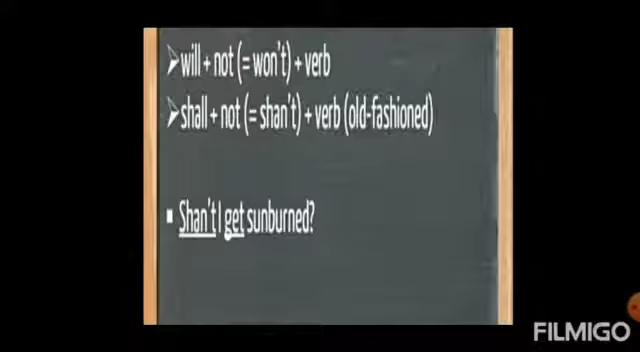 ➢will + not (= won't) + verb
➢shall + not (= shan't) + verb (old-fashioned)
▪ Shan't I get sunburned?
FILMIGO